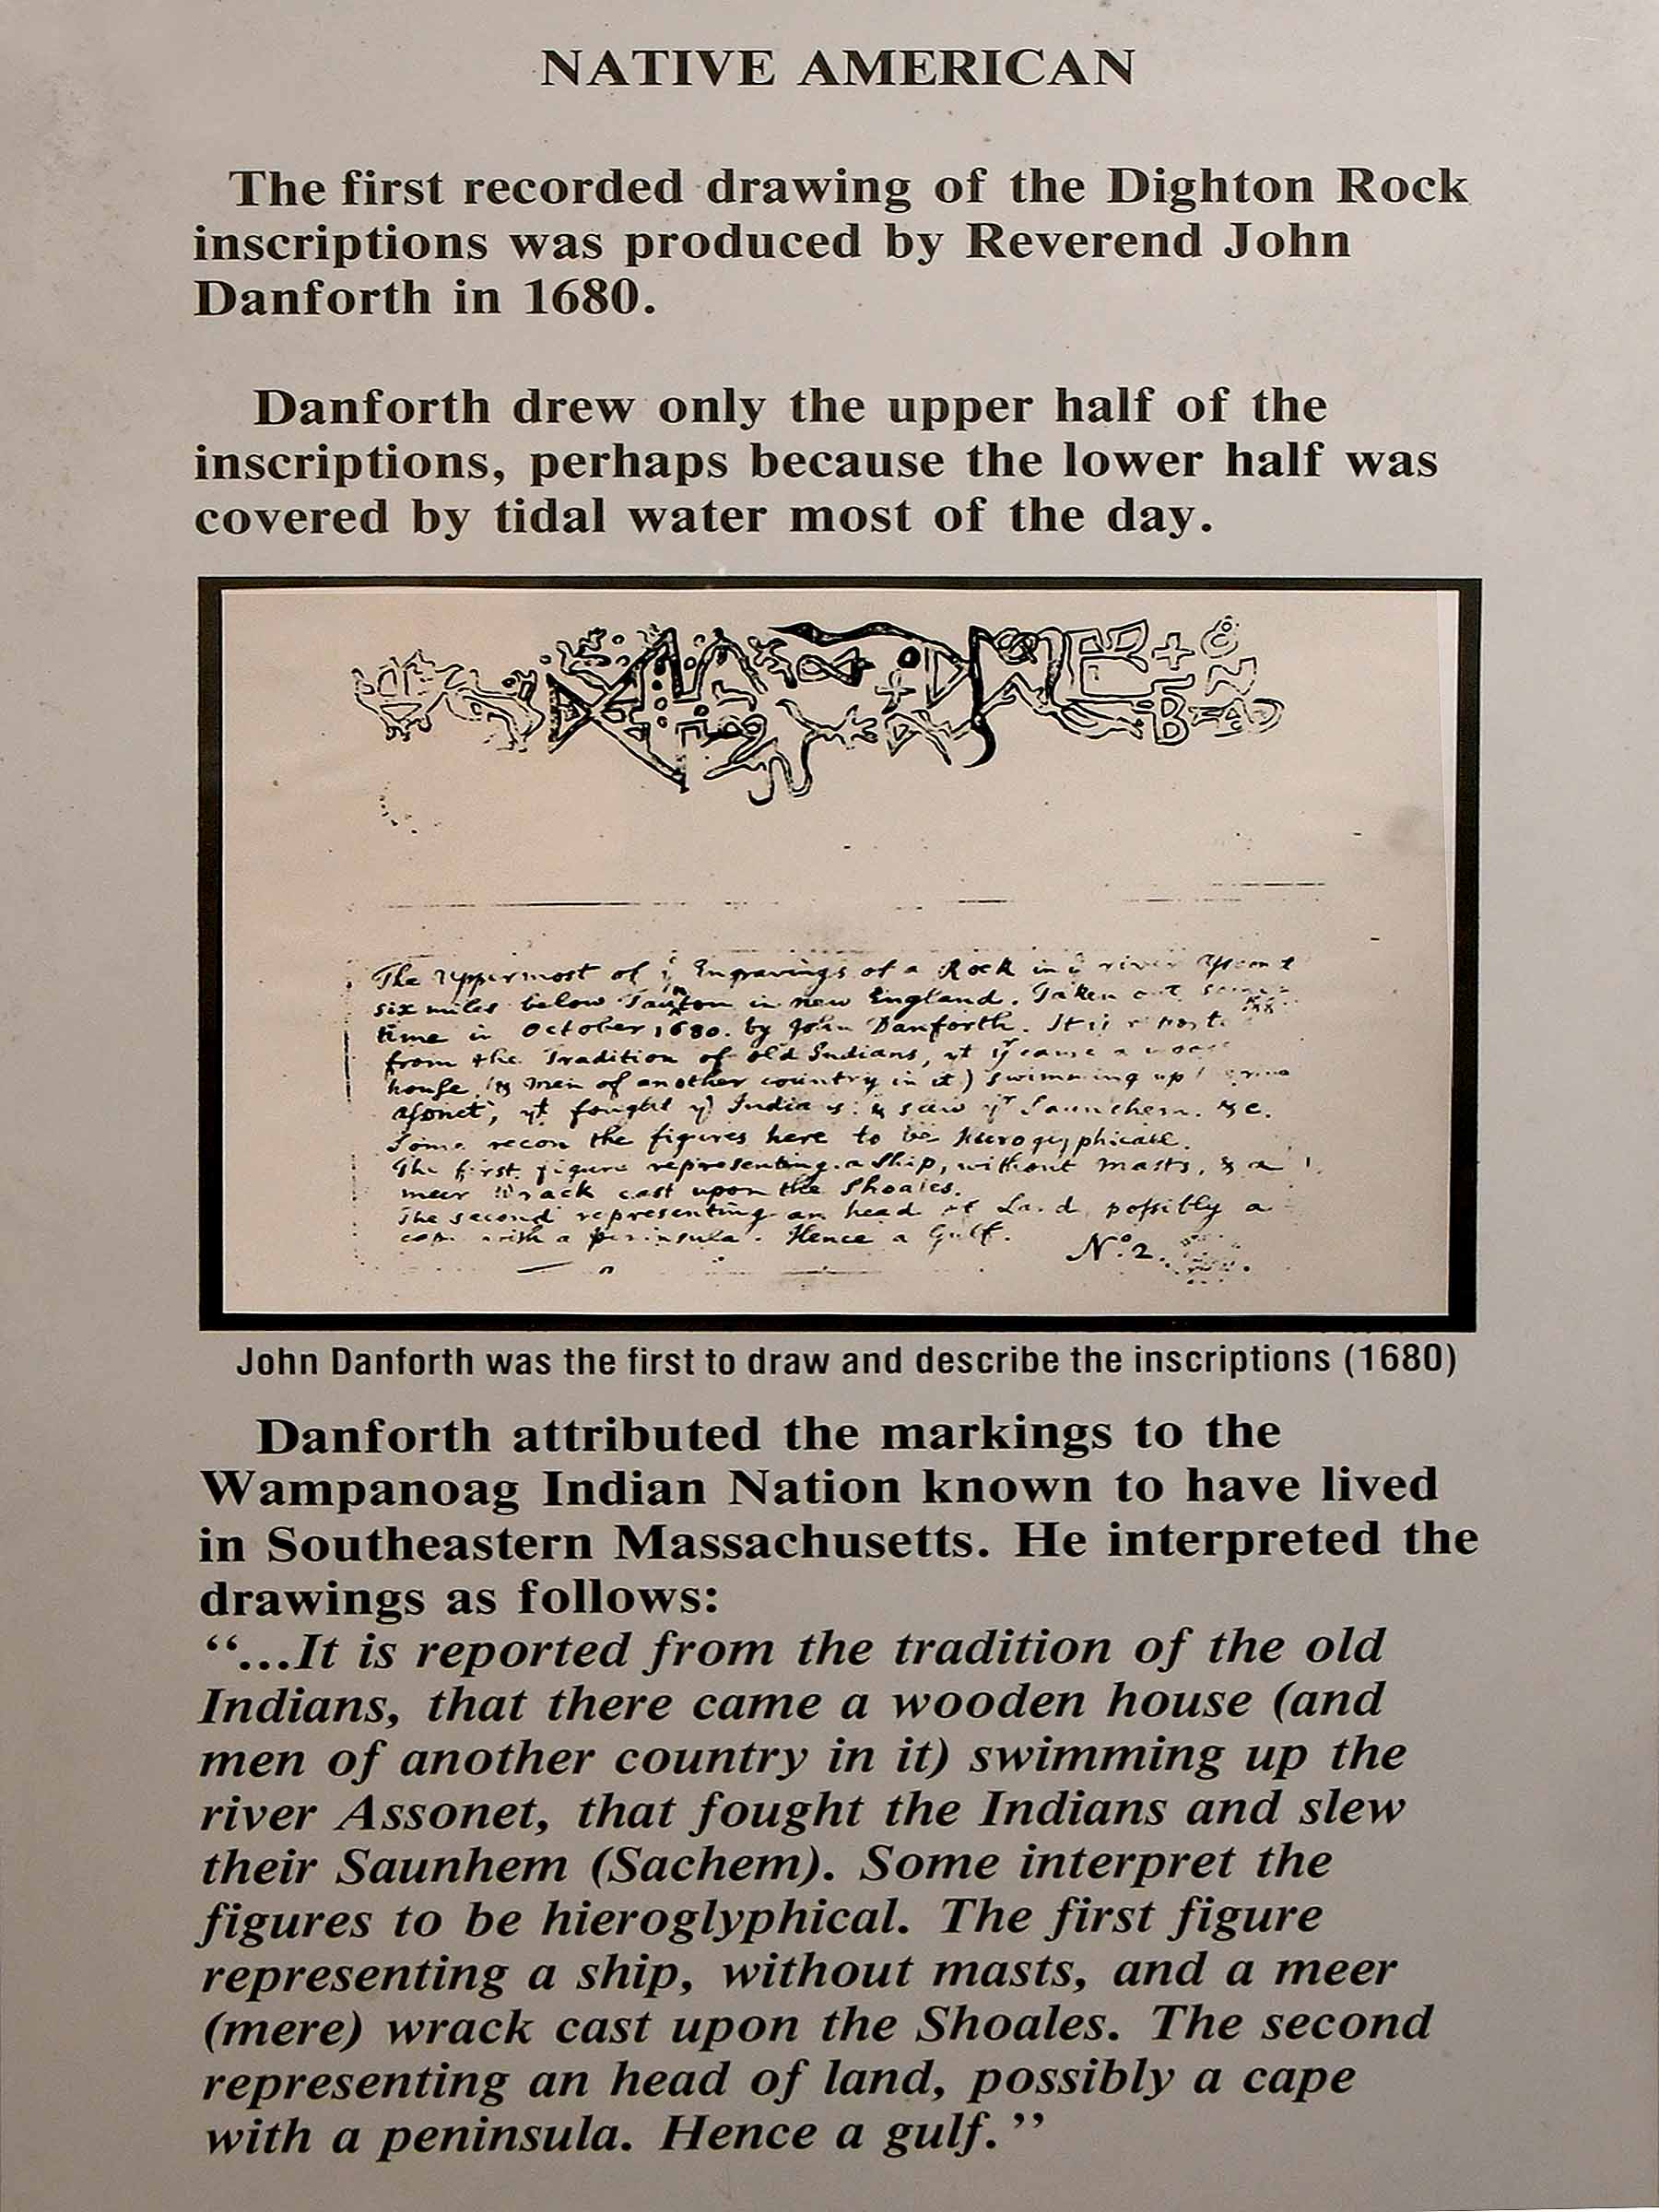 NATIVE AMERICAN
The first recorded drawing of the Dighton Rock
inscriptions was produced by Reverend John
Danforth in 1680.
Danforth drew only the upper half of the
inscriptions, perhaps because the lower half was
covered by tidal water most of the day.
The Uppermost of Engravings of a Rock in river
six miles below Taunton in new England. Taken out
time in October 1680. by John Danforth. It is
from the Tradition of old Indians, yt came a
house, (& men of another country in it) swimming up
asonet, yt fought Indians: & slew yr Saunchem. &c.
Some recon the figures here to be
The first figure representing a Ship, without masts, & a
meer Wrack cast upon the Shoales.
The second representing an head of Land, possibly a
cape with a peninsula. Hence a Gulf. No. 2.
John Danforth was the first to draw and describe the inscriptions (1680)
Danforth attributed the markings to the
Wampanoag Indian Nation known to have lived
in Southeastern Massachusetts. He interpreted the
drawings as follows:
“...It is reported from the tradition of the old
Indians, that there came a wooden house (and
men of another country in it) swimming up the
river Assonet, that fought the Indians and slew
their Saunhem (Sachem). Some interpret the
figures to be hieroglyphical. The first figure
representing a ship, without masts, and a meer
(mere) wrack cast upon the Shoales. The second
representing an head of land, possibly a cape
with a peninsula. Hence a gulf.”